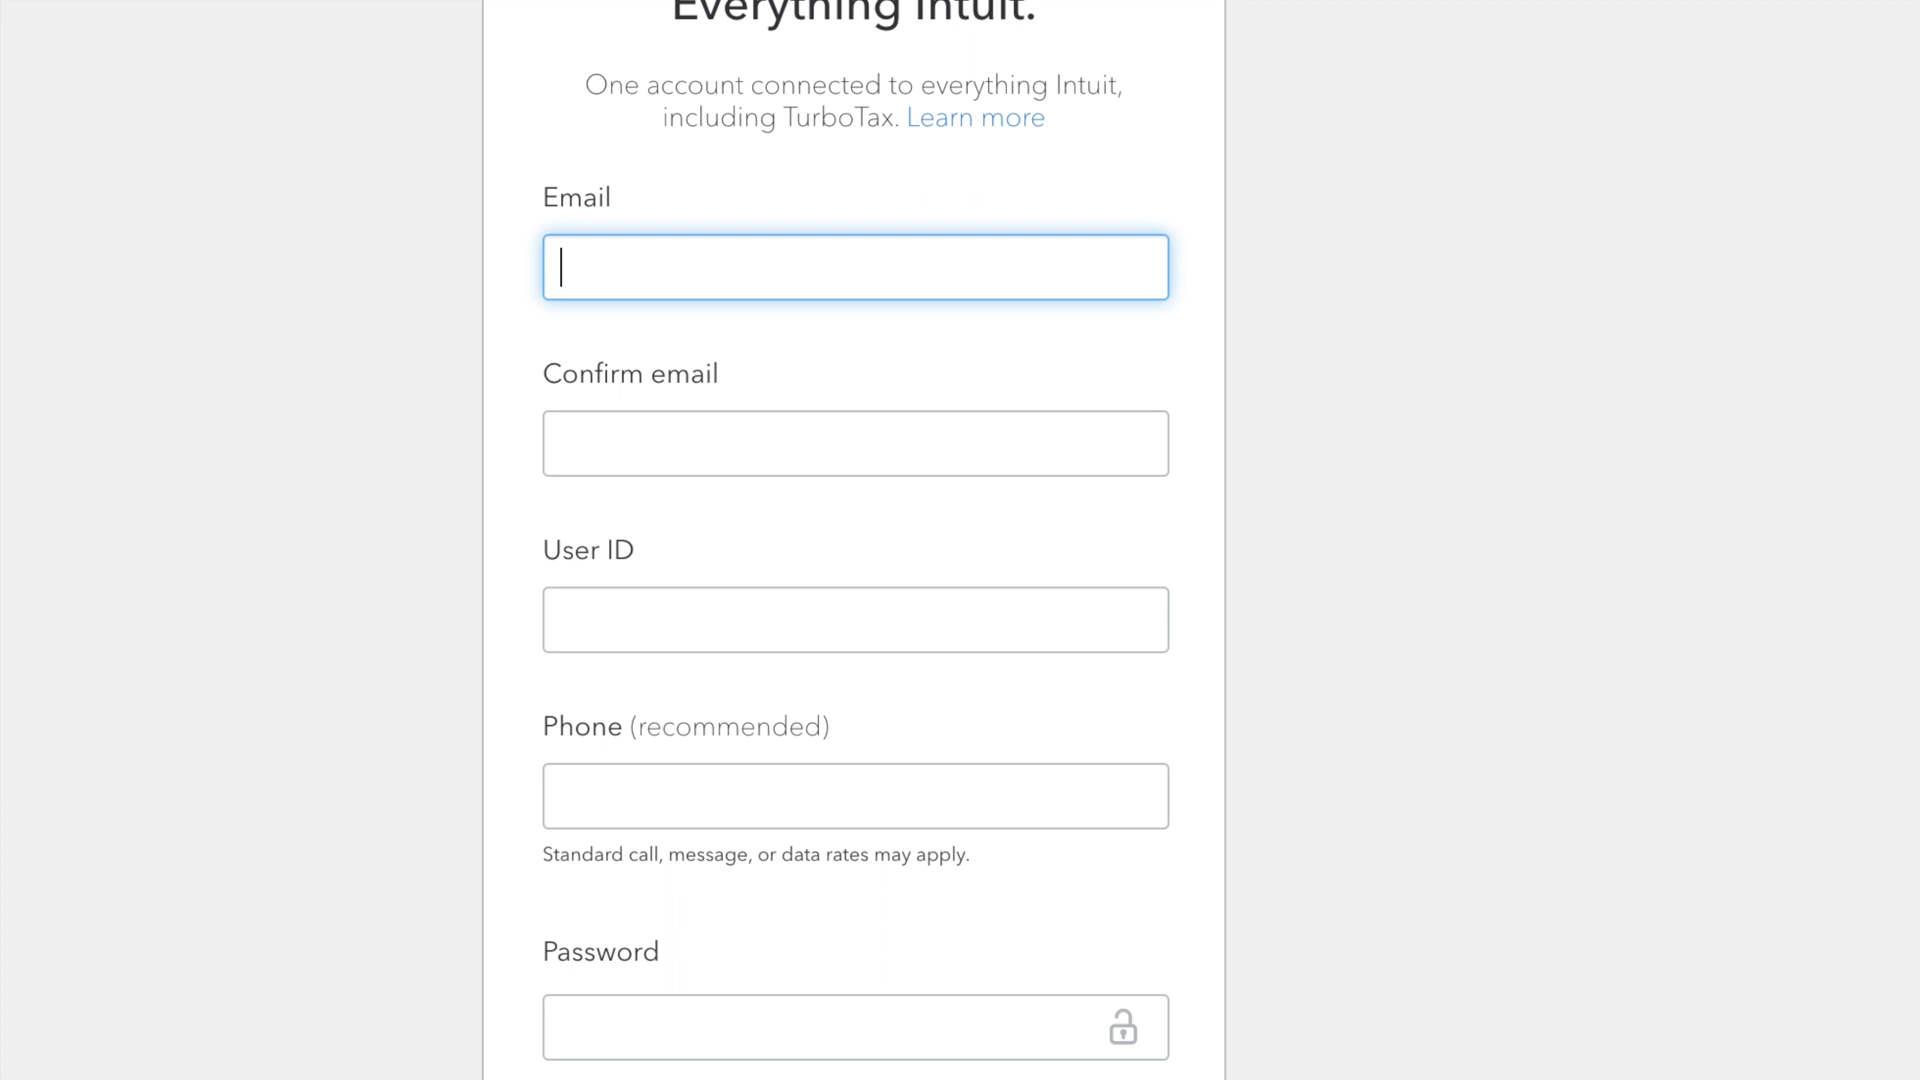 Everything Intuit.
One account connected to everything Intuit,
including TurboTax. Learn more
Email
Confirm email
User ID
Phone (recommended)
Standard call, message, or data rates may apply.
Password